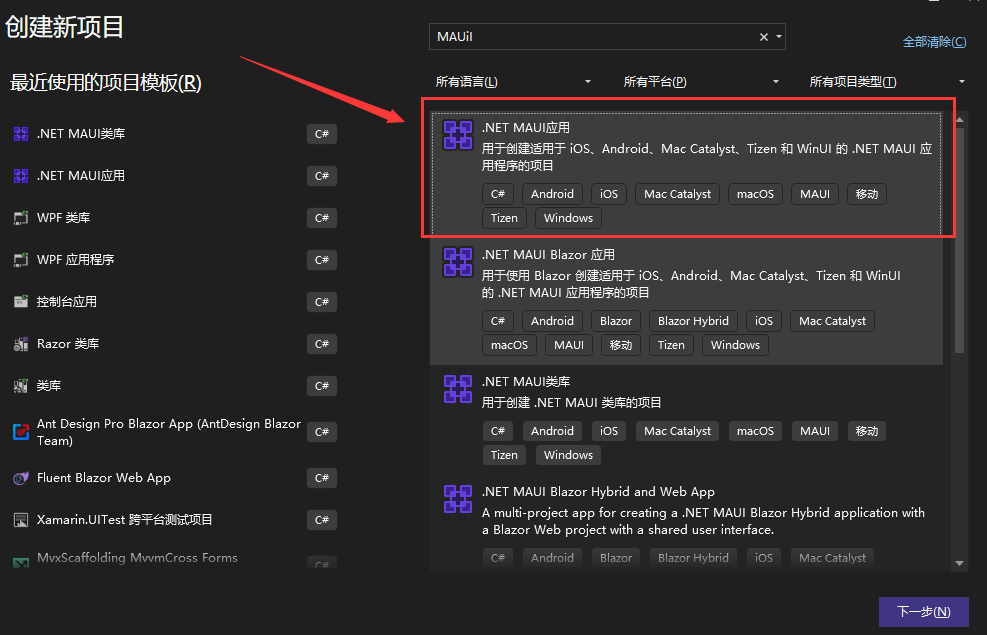 创建新项目
最近使用的项目模板(R)
.NET MAUI类库
C#
.NET MAUI应用
C#
WPF 类库
C#
WPF 应用程序
C#
控制台应用
C#
Razor 类库
C#
类库
C#
Ant Design Pro Blazor App (AntDesign Blazor
Team)
C#
Fluent Blazor Web App
C#
Xamarin.UITest 跨平台测试项目
C#
MvxScaffolding MvvmCross Forms
C#
MAUiI
全部清除(C)
所有语言(L)
所有平台(P)
所有项目类型(T)
.NET MAUI应用
用于创建适用于 iOS、Android、Mac Catalyst、Tizen 和 WinUI 的 .NET MAUI 应
用程序的项目
C# Android iOS Mac Catalyst macOS MAUI 移动
Tizen Windows
.NET MAUI Blazor 应用
用于使用 Blazor 创建适用于 iOS、Android、Mac Catalyst、Tizen 和 WinUI
的 .NET MAUI 应用程序的项目
C# Android Blazor Blazor Hybrid iOS Mac Catalyst
macOS MAUI 移动 Tizen Windows
.NET MAUI类库
用于创建 .NET MAUI 类库的项目
C# Android iOS Mac Catalyst macOS MAUI 移动
Tizen Windows
.NET MAUI Blazor Hybrid and Web App
A multi-project app for creating a .NET MAUI Blazor Hybrid application with
a Blazor Web project with a shared user interface.
C# Android Blazor Blazor Hybrid iOS Mac Catalyst
下一步(N)